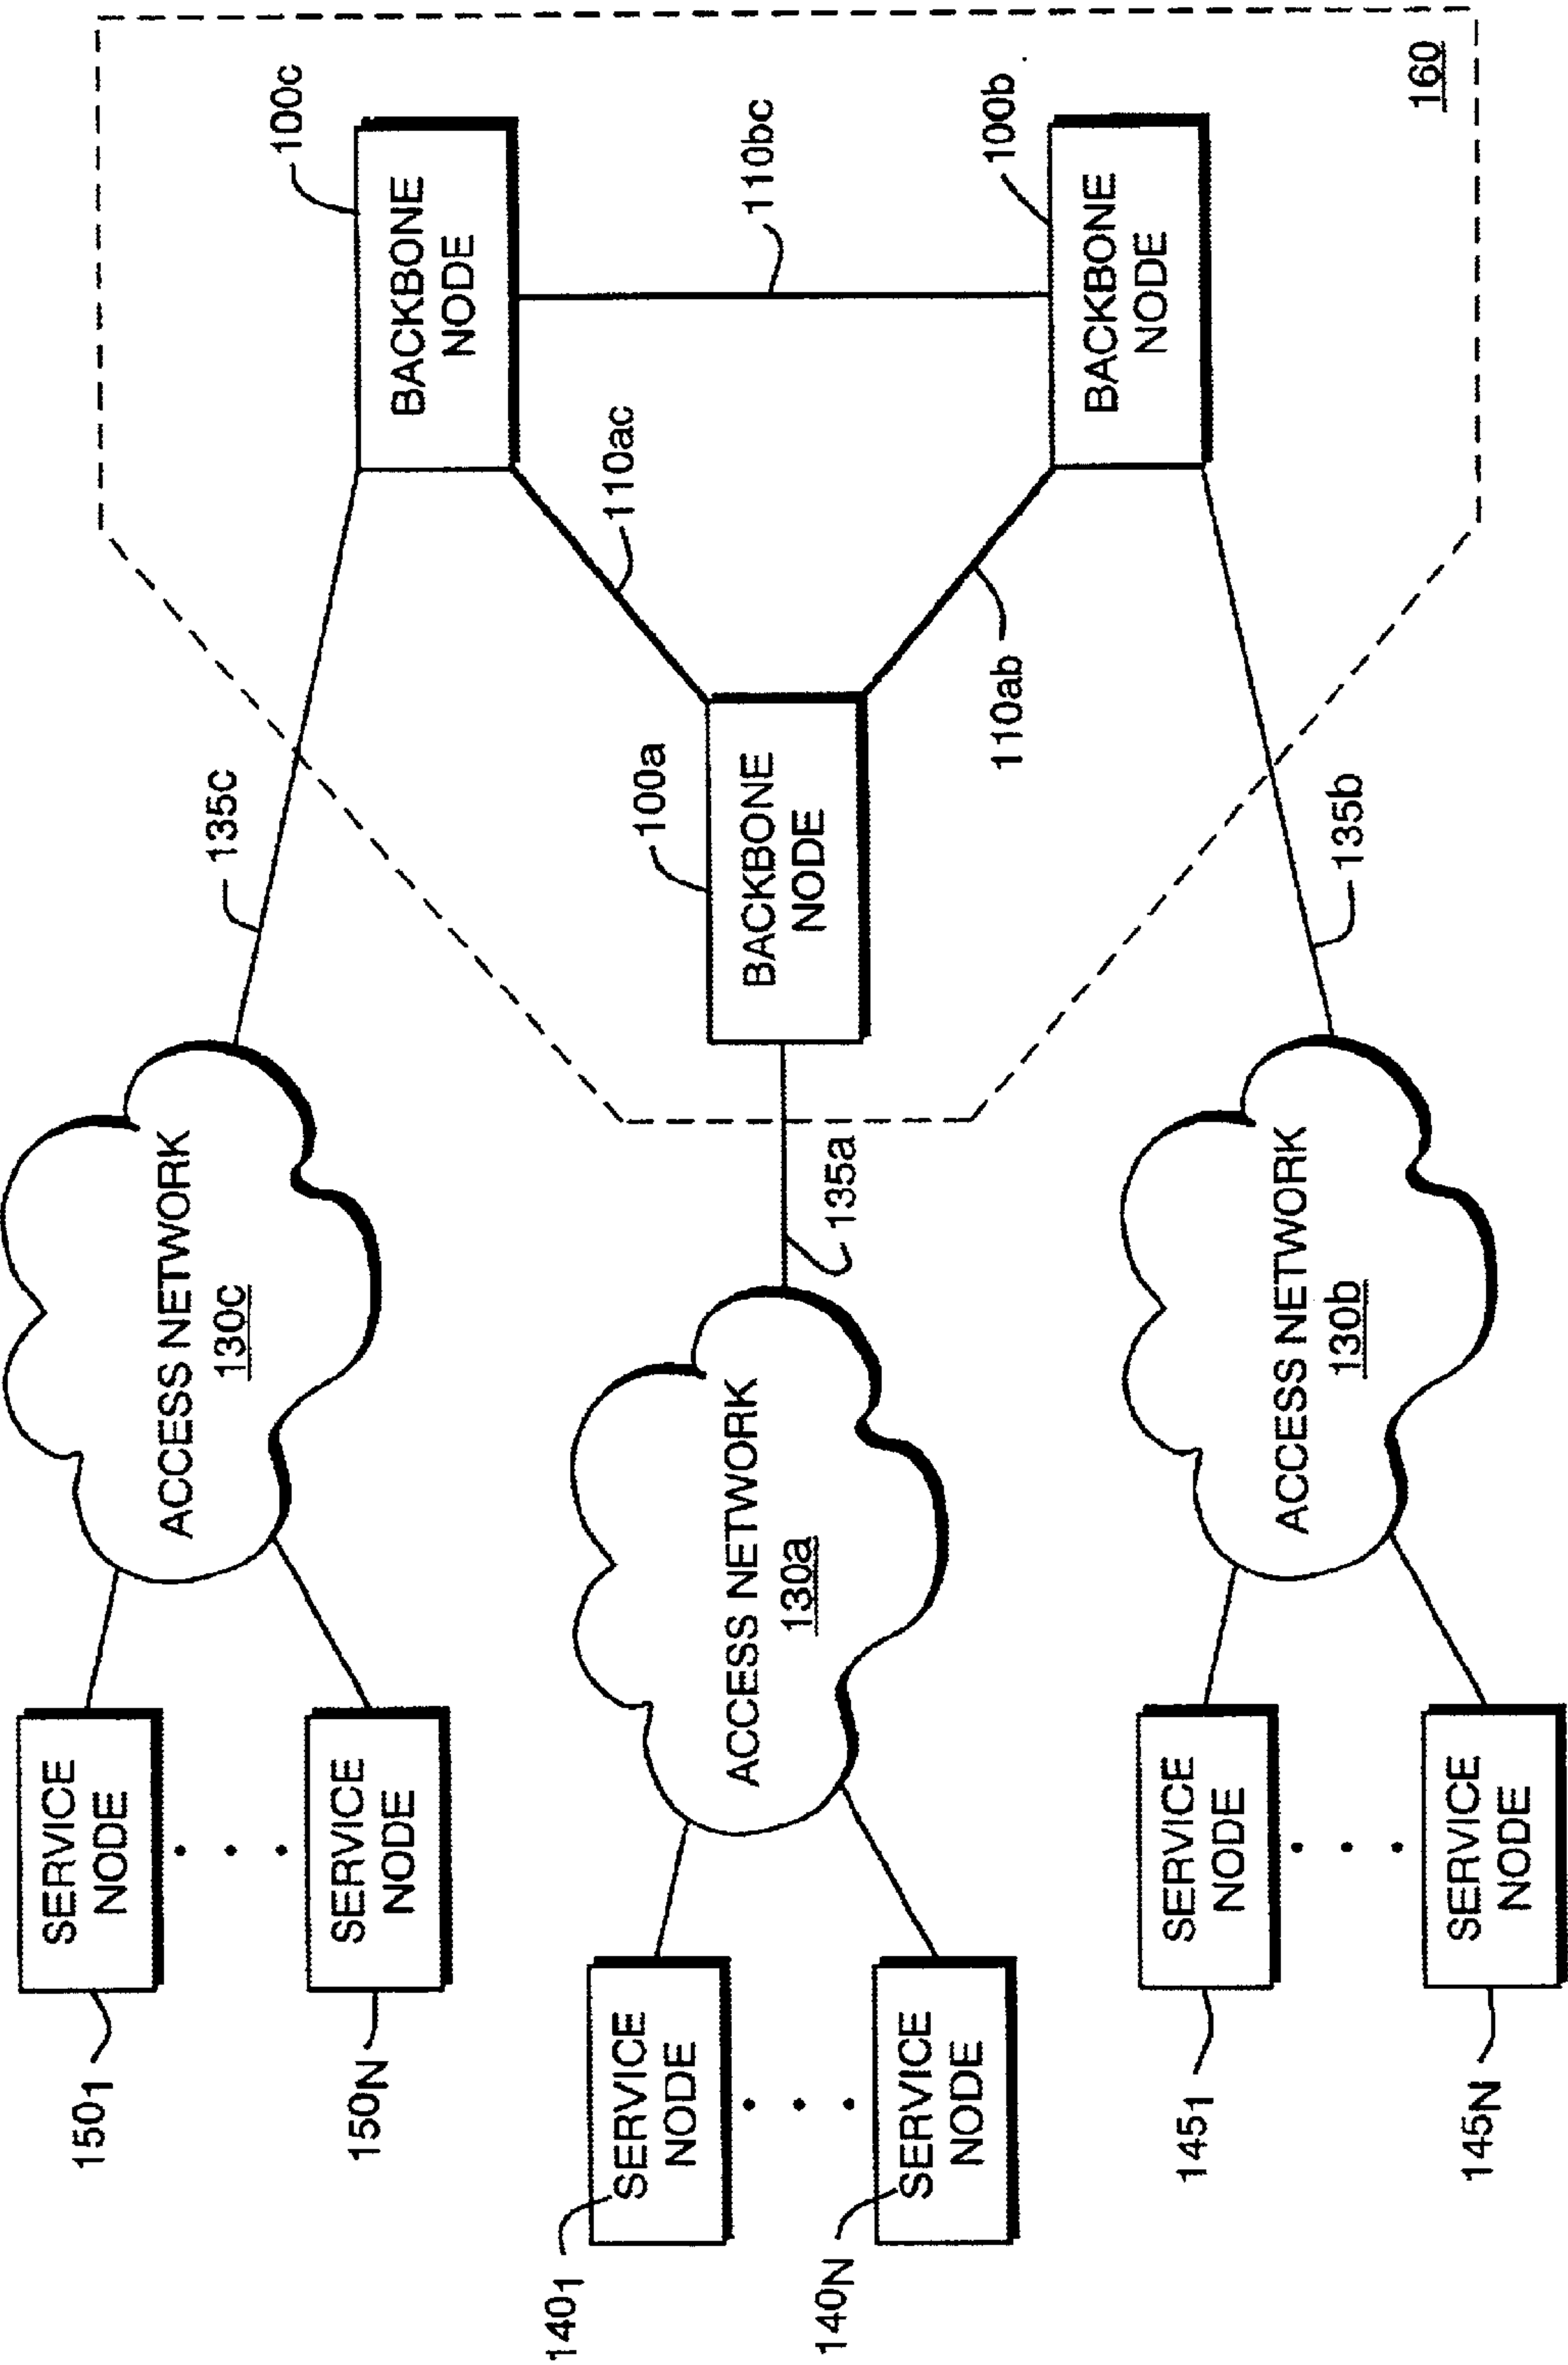 150₁
SERVICE
NODE
150N
SERVICE
NODE
ACCESS NETWORK
130c
135c
BACKBONE
NODE
100c
140₁
SERVICE
NODE
140N
SERVICE
NODE
ACCESS NETWORK
130a
135a
BACKBONE
NODE
100a
110ac
110ab
110bc
145₁
SERVICE
NODE
145N
SERVICE
NODE
ACCESS NETWORK
130b
135b
BACKBONE
NODE
100b
160